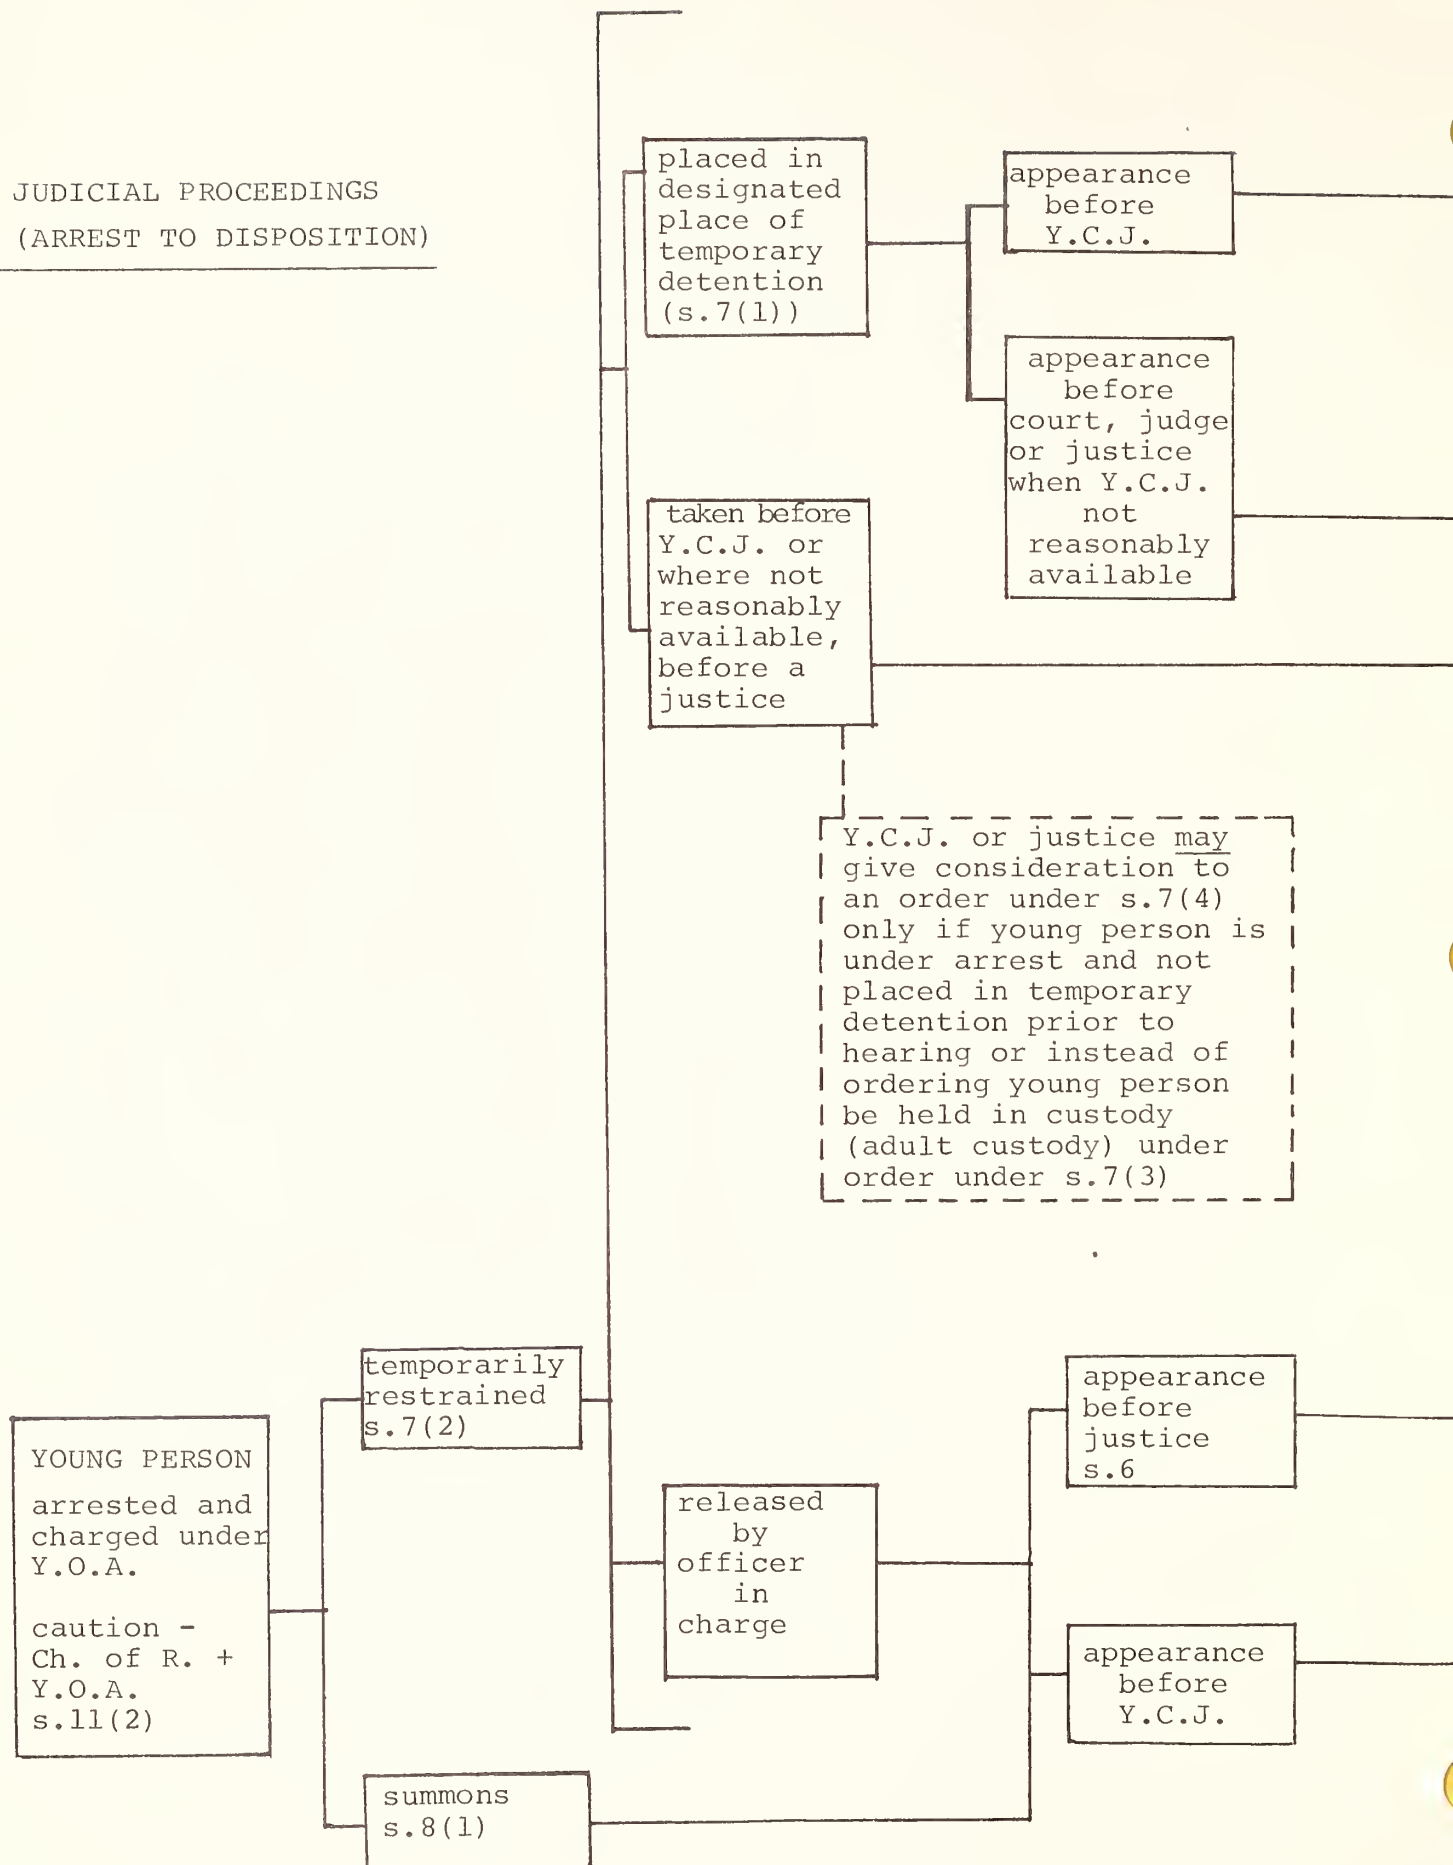 JUDICIAL PROCEEDINGS
(ARREST TO DISPOSITION)
placed in
designated
place of
temporary
detention
(s.7(1))
appearance
before
Y.C.J.
appearance
before
court, judge
or justice
when Y.C.J.
not
reasonably
available
taken before
Y.C.J. or
where not
reasonably
available,
before a
justice
Y.C.J. or justice may
give consideration to
an order under s.7(4)
only if young person is
under arrest and not
placed in temporary
detention prior to
hearing or instead of
ordering young person
be held in custody
(adult custody) under
order under s.7(3)
YOUNG PERSON
arrested and
charged under
Y.O.A.
caution -
Ch. of R. +
Y.O.A.
s.11(2)
temporarily
restrained
s.7(2)
summons
s.8(1)
released
by
officer
in
charge
appearance
before
justice
s.6
appearance
before
Y.C.J.